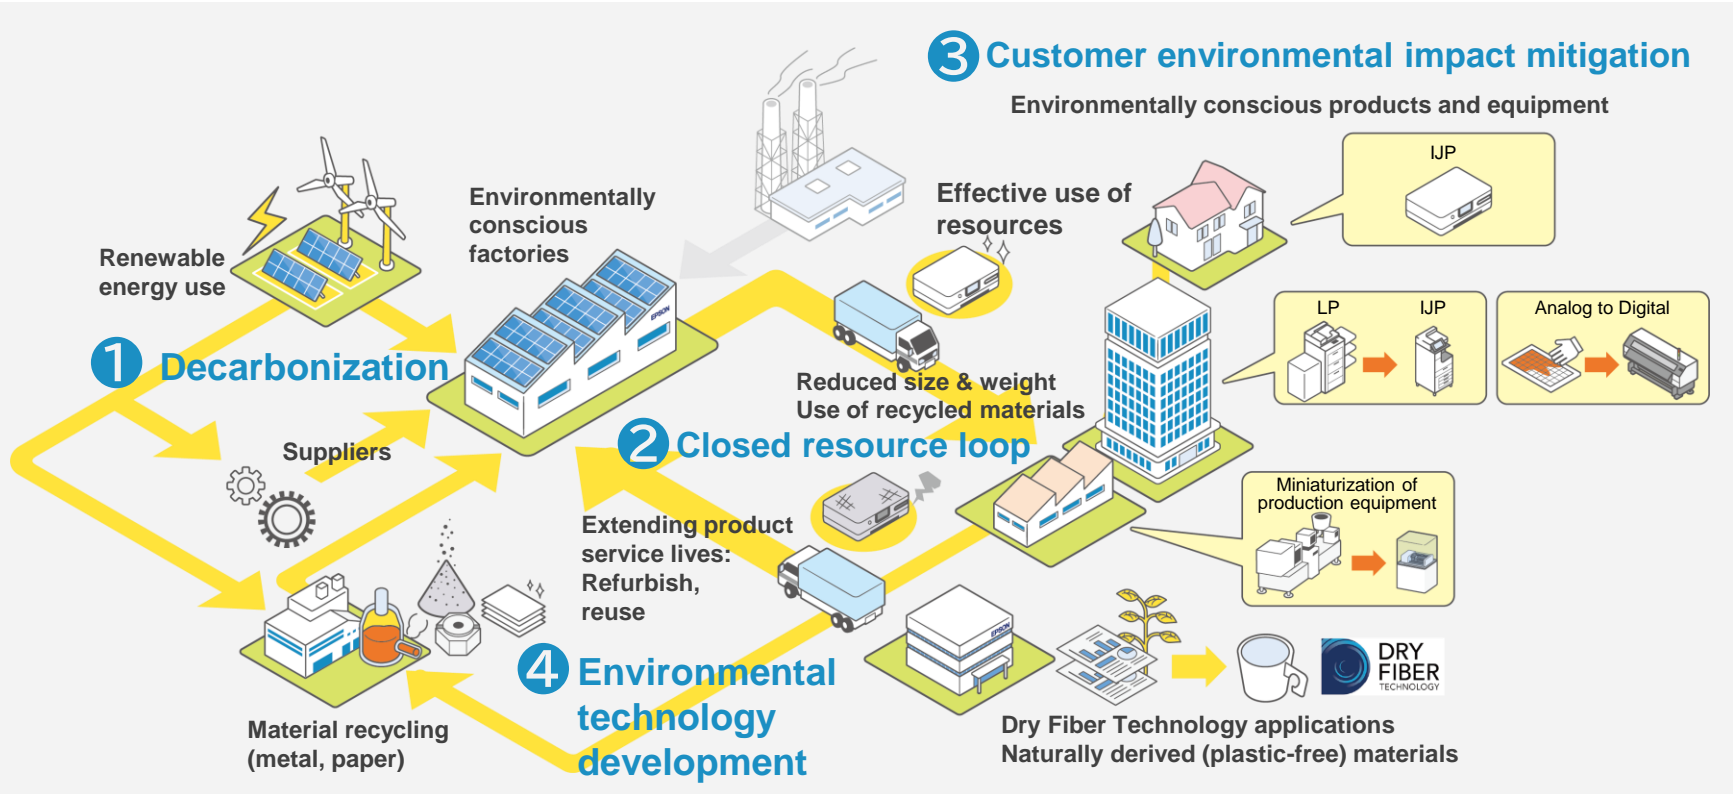 3 Customer environmental impact mitigation
Environmentally conscious products and equipment
IJP
Effective use of
resources
Environmentally
conscious
factories
Renewable
energy use
EPSON
LP
IJP
Analog to Digital
1 Decarbonization
Reduced size & weight
Use of recycled materials
2 Closed resource loop
Suppliers
Miniaturization of
production equipment
Extending product
service lives:
Refurbish,
reuse
EPSON
4 Environmental
technology
development
DRY
FIBER
TECHNOLOGY
Material recycling
(metal, paper)
Dry Fiber Technology applications
Naturally derived (plastic-free) materials